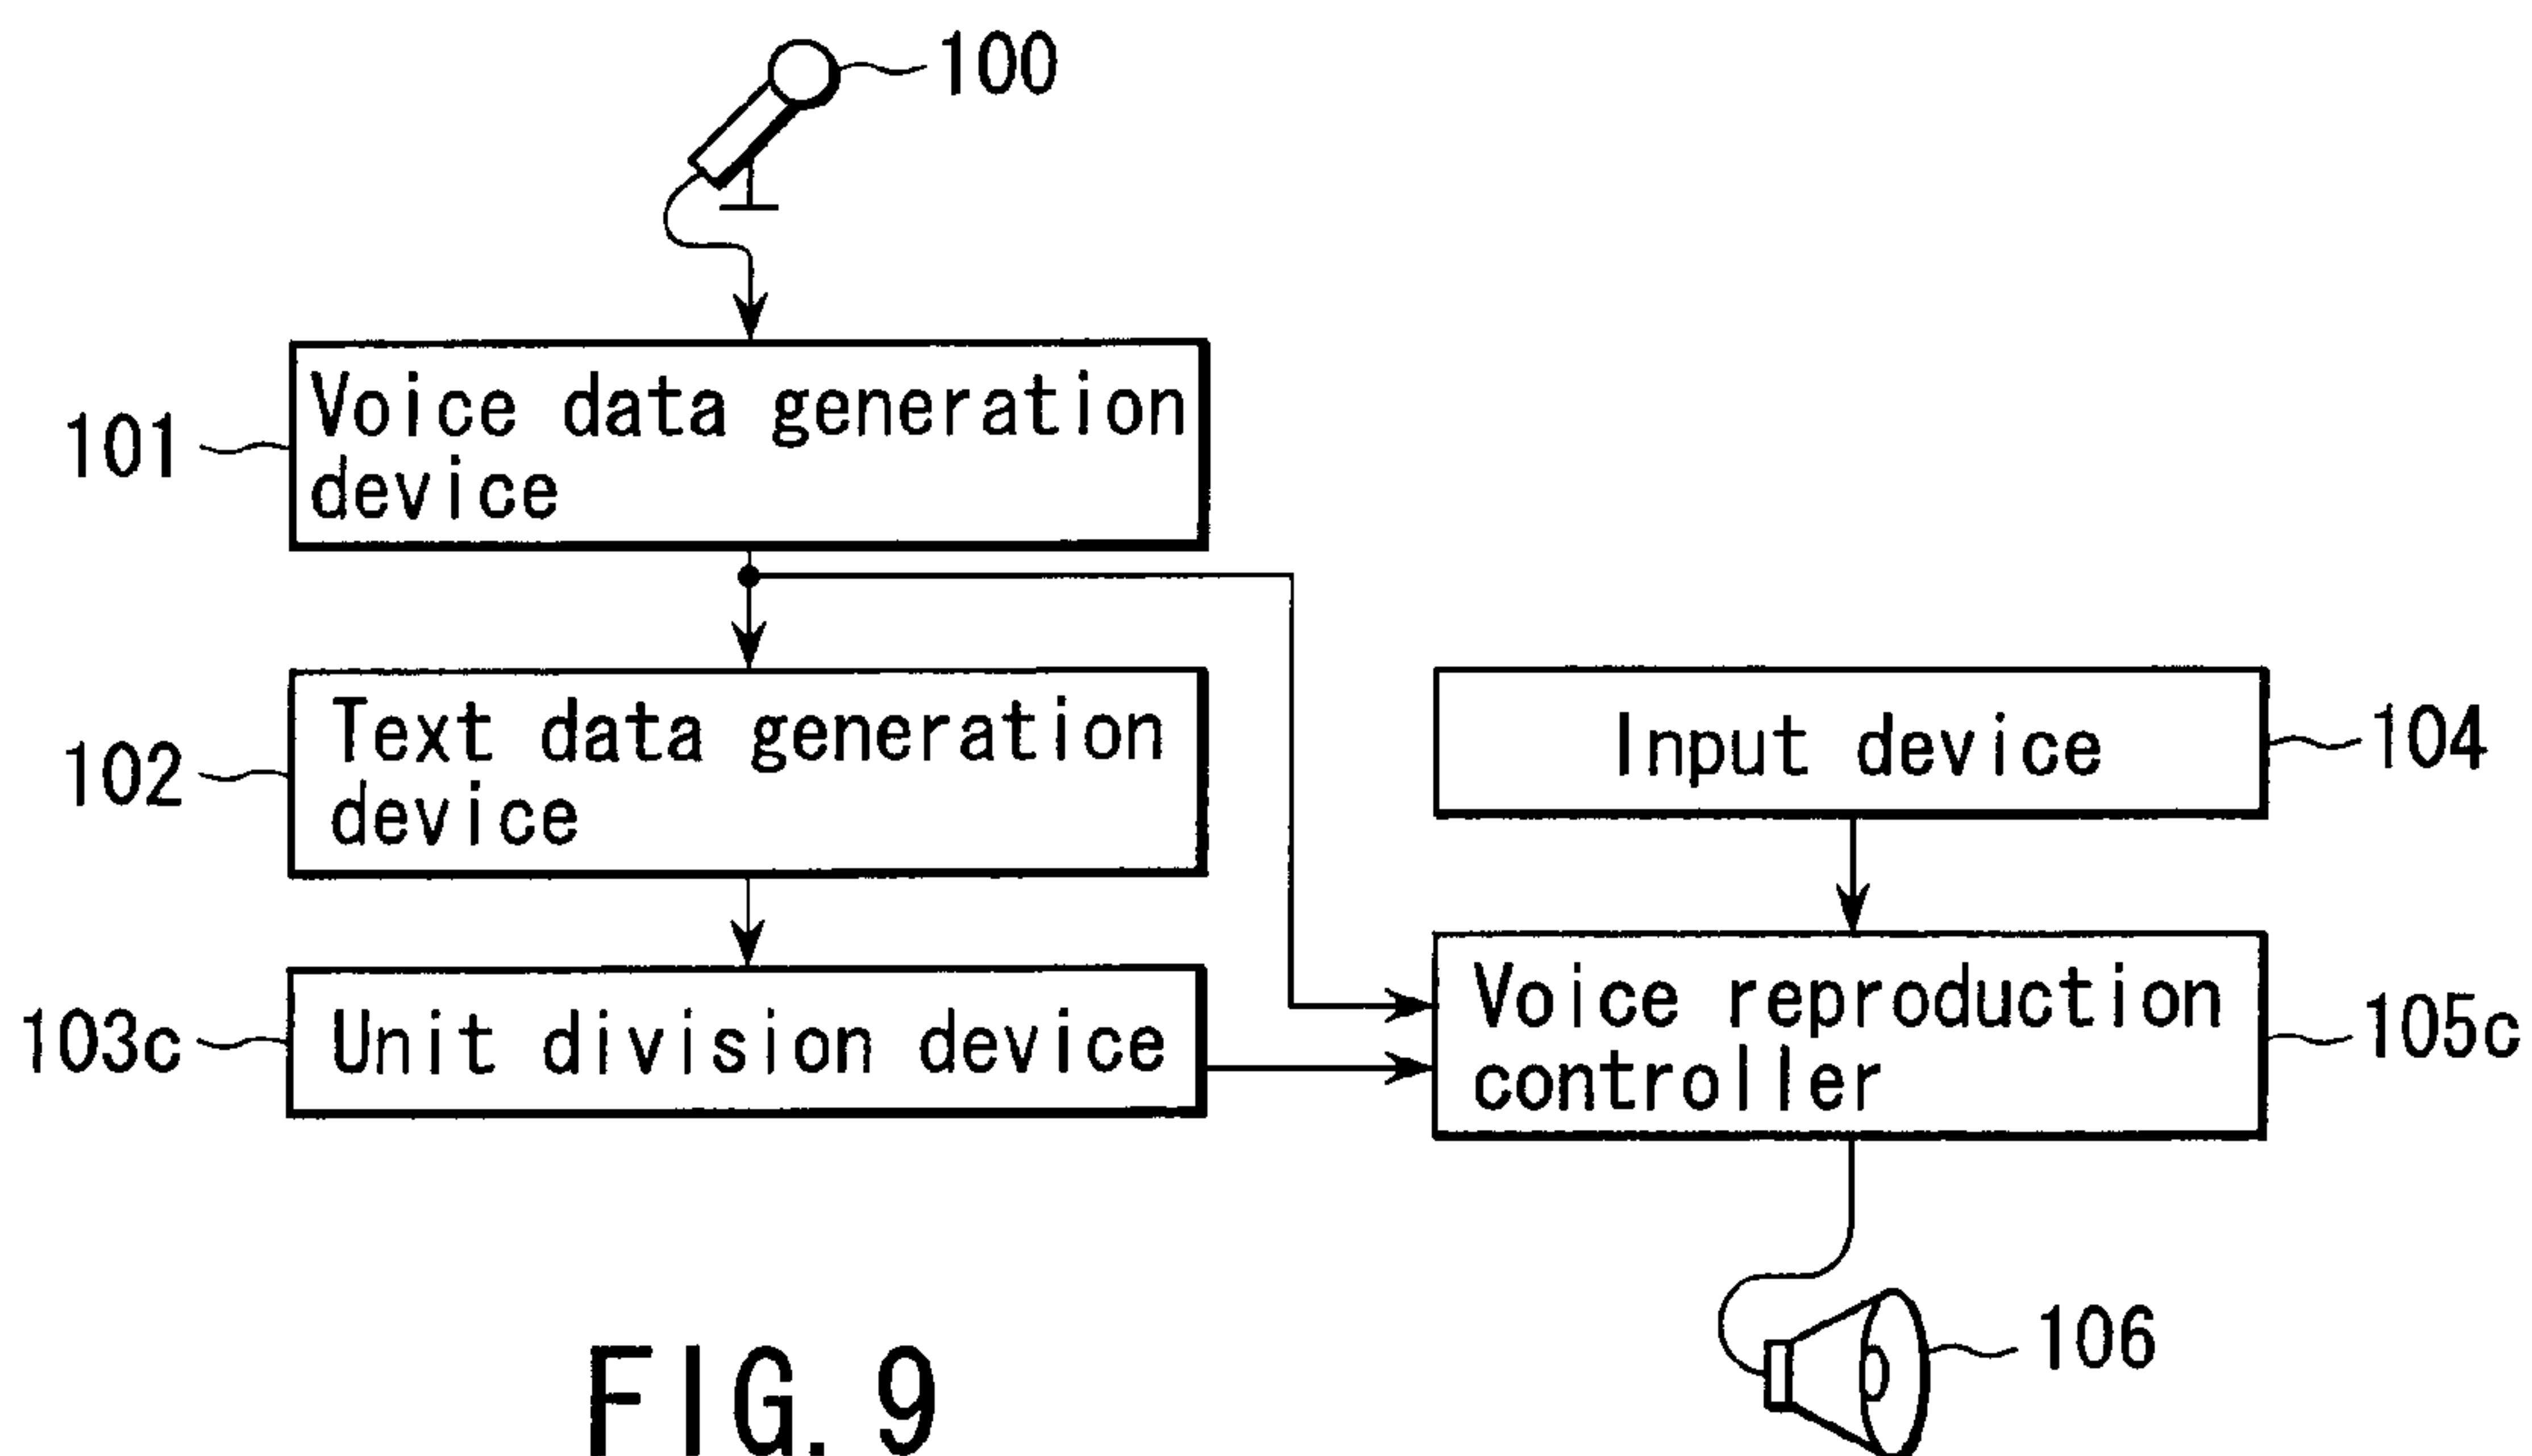 100
101
Voice data generation
device
102
Text data generation
device
Input device
104
103c
Unit division device
Voice reproduction
controller
105c
106
FIG. 9